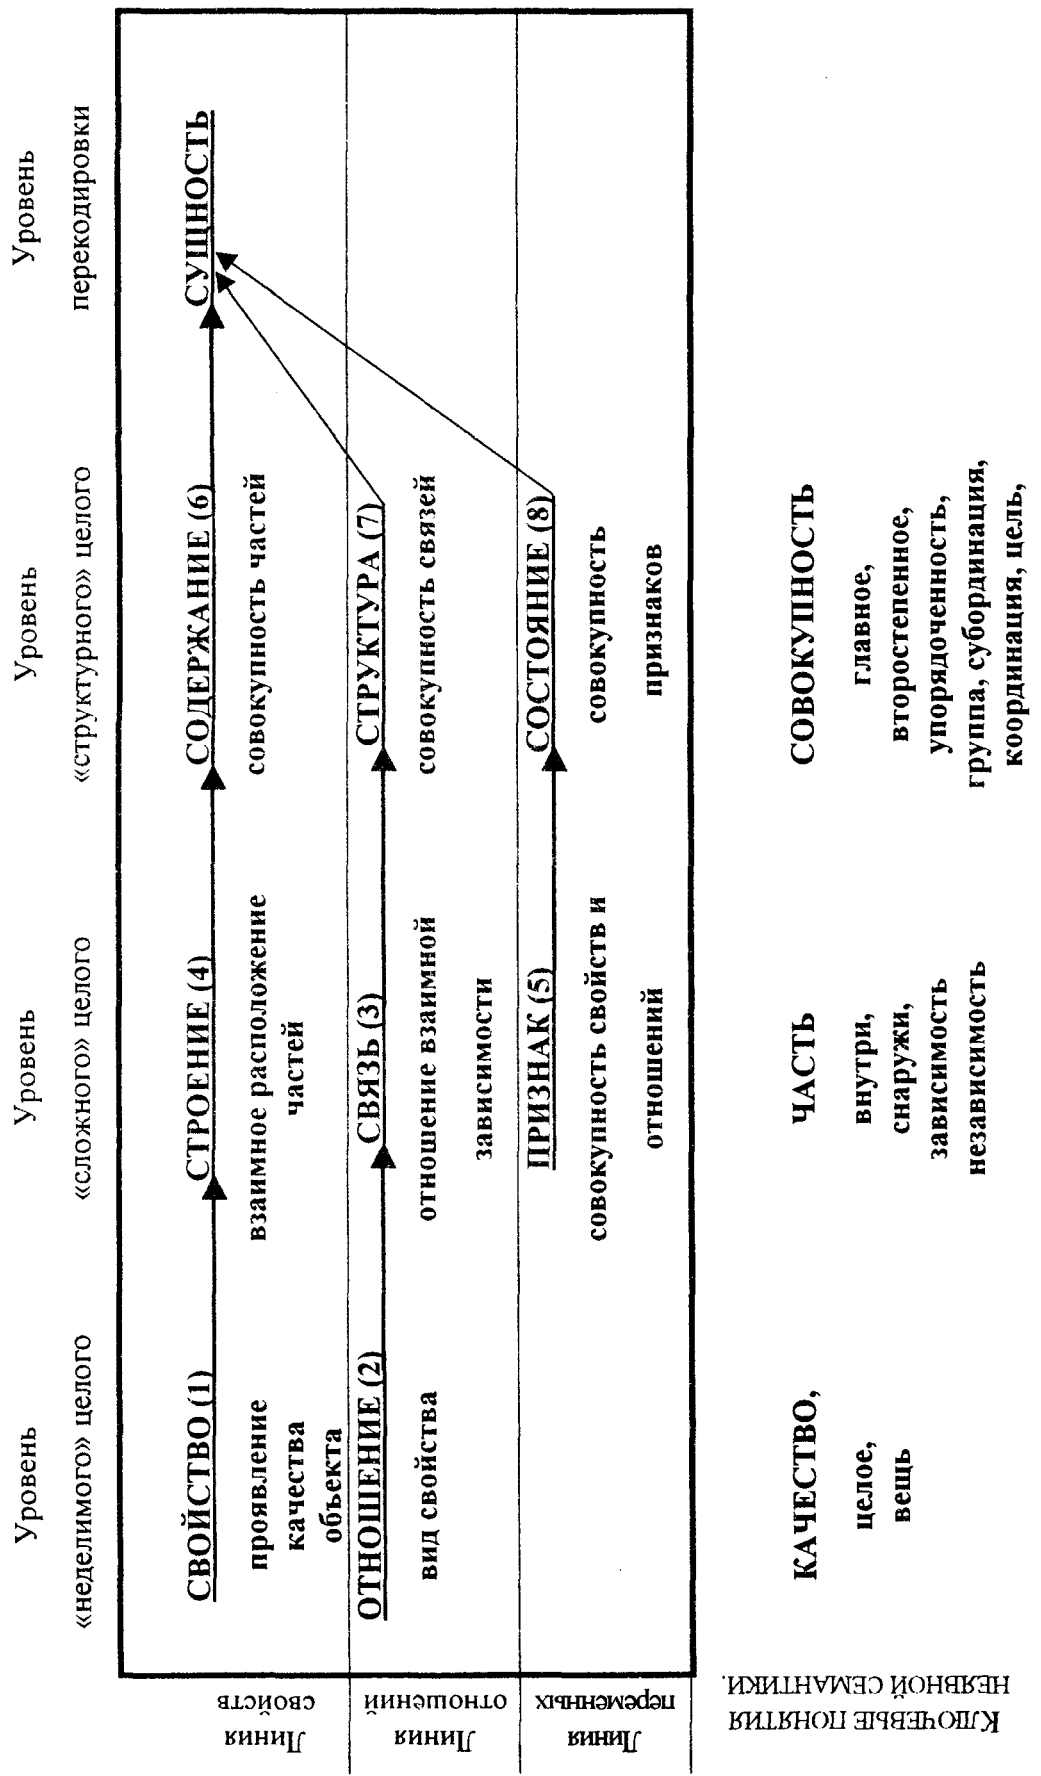 Уровень
«неделимого» целого
Уровень
«сложного» целого
Уровень
«структурного» целого
Уровень
перекодировки
Линия
свойств
СВОЙСТВО (1)
проявление
качества
объекта
СТРОЕНИЕ (4)
взаимное расположение
частей
СОДЕРЖАНИЕ (6)
совокупность частей
СУЩНОСТЬ
Линия
отношений
ОТНОШЕНИЕ (2)
вид свойства
СВЯЗЬ (3)
отношение взаимной
зависимости
СТРУКТУРА (7)
совокупность связей
Линия
переменных
ПРИЗНАК (5)
совокупность свойств и
отношений
СОСТОЯНИЕ (8)
совокупность
признаков
КЛЮЧЕВЫЕ ПОНЯТИЯ
НЕЯВНОЙ СЕМАНТИКИ.
КАЧЕСТВО,
целое,
вещь
ЧАСТЬ
внутри,
снаружи,
зависимость
независимость
СОВОКУПНОСТЬ
главное,
второстепенное,
упорядоченность,
группа, субординация,
координация, цель,